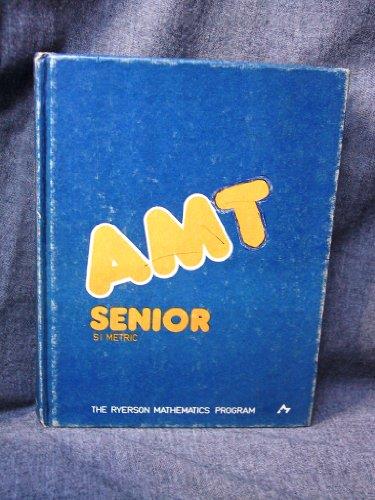 AMT
SENIOR
SI METRIC
THE RYERSON MATHEMATICS PROGRAM